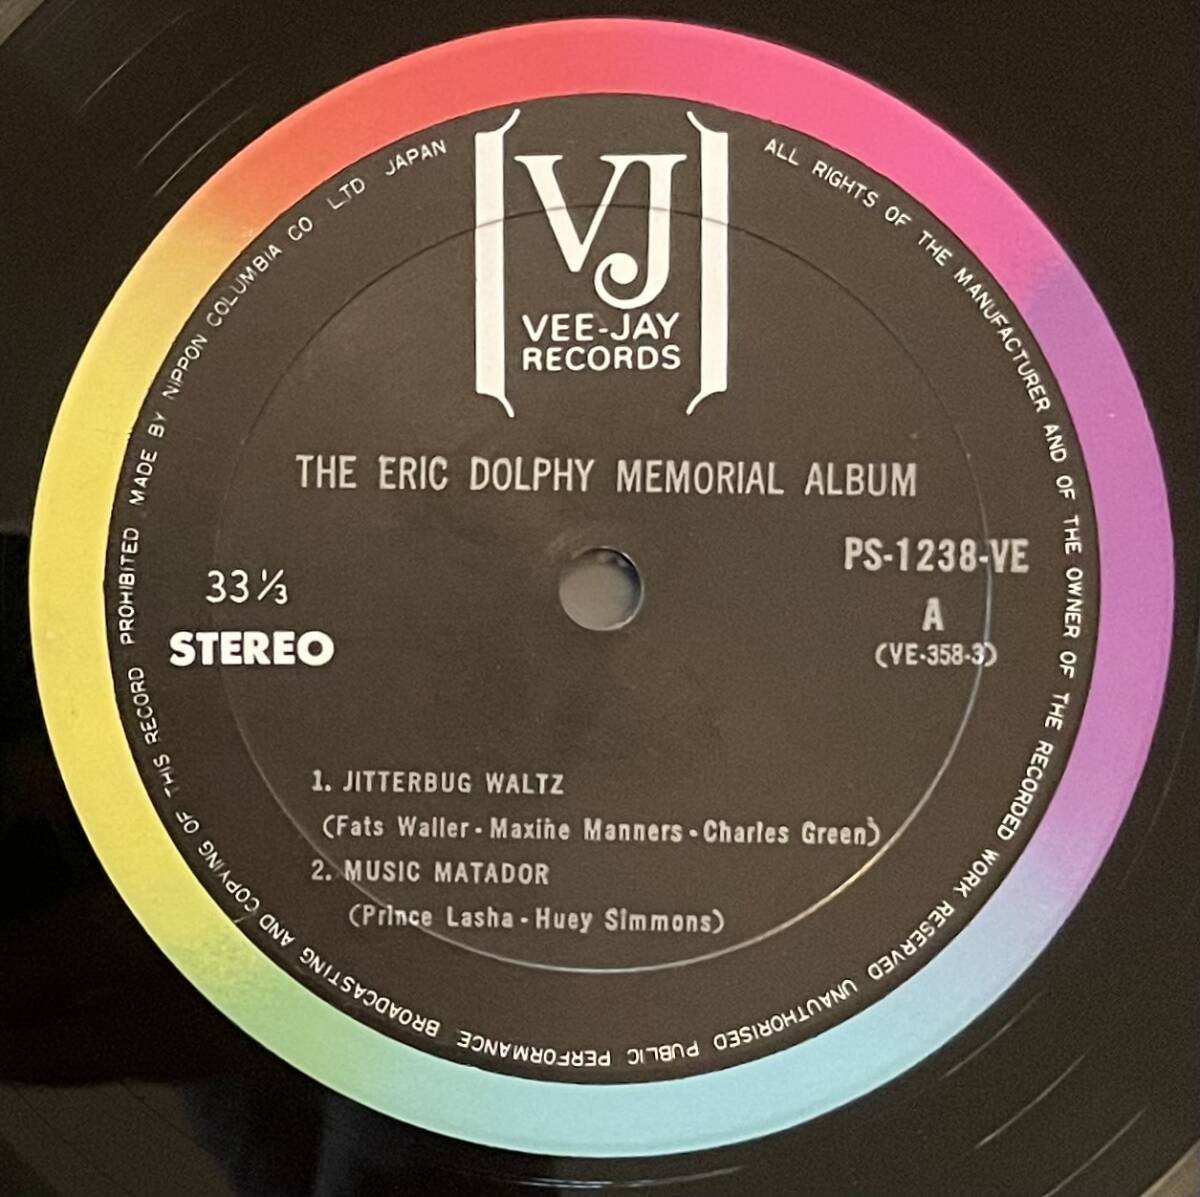 VJ
VEE-JAY
RECORDS
THE ERIC DOLPHY MEMORIAL ALBUM
PS-1238-VE
33 ⅓
A
STEREO
(VE-358-3)
1. JITTERBUG WALTZ
(Fats Waller - Maxine Manners - Charles Green)
2. MUSIC MATADOR
(Prince Lasha - Huey Simmons)
ALL RIGHTS OF THE MANUFACTURER AND OF THE OWNER OF THE RECORDED WORK RESERVED UNAUTHORISED PUBLIC PERFORMANCE BROADCASTING AND COPYING OF THIS RECORD PROHIBITED MADE BY NIPPON COLUMBIA CO LTD JAPAN